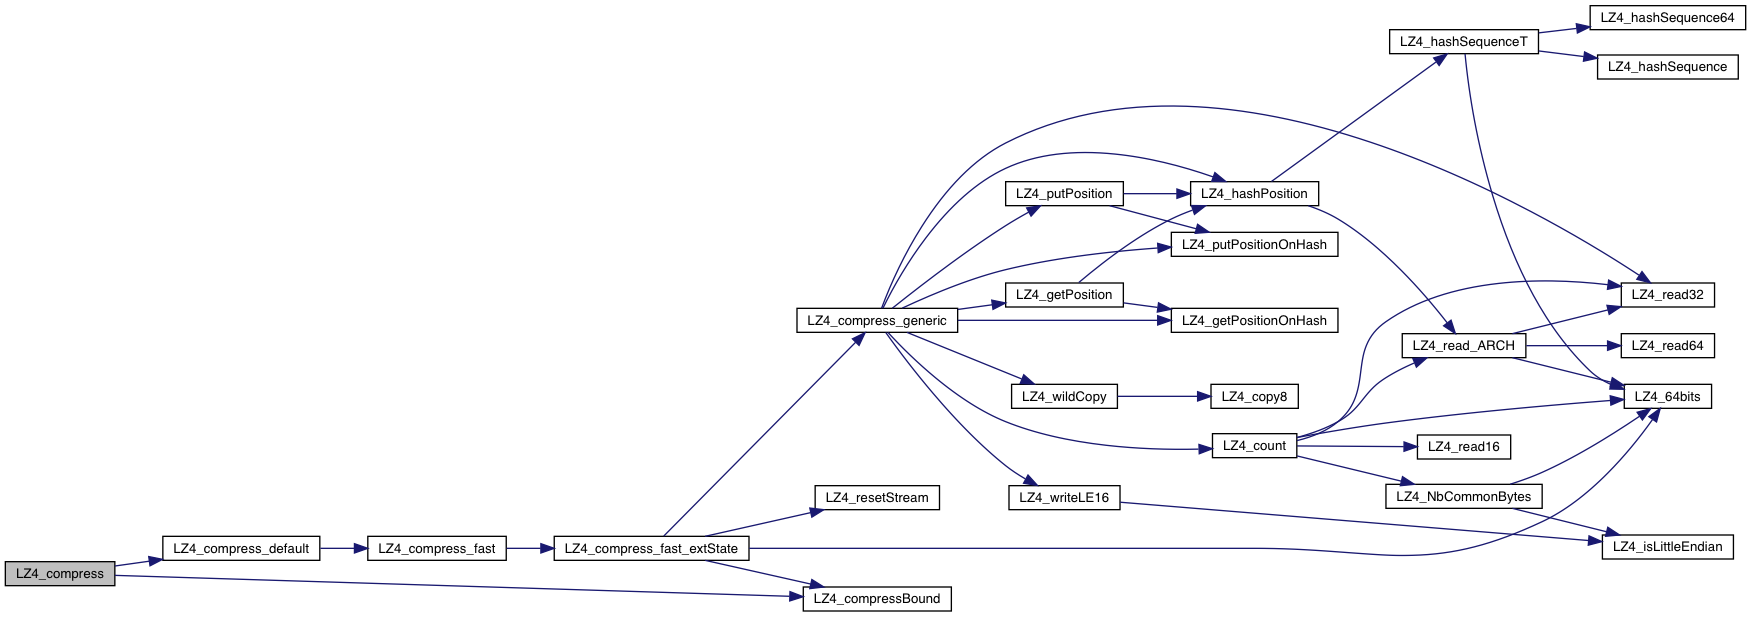 LZ4_hashSequence64
LZ4_hashSequenceT
LZ4_hashSequence
LZ4_putPosition
LZ4_hashPosition
LZ4_putPositionOnHash
LZ4_getPosition
LZ4_read32
LZ4_compress_generic
LZ4_getPositionOnHash
LZ4_read_ARCH
LZ4_read64
LZ4_wildCopy
LZ4_copy8
LZ4_64bits
LZ4_count
LZ4_read16
LZ4_resetStream
LZ4_writeLE16
LZ4_NbCommonBytes
LZ4_compress_default
LZ4_compress_fast
LZ4_compress_fast_extState
LZ4_isLittleEndian
LZ4_compress
LZ4_compressBound